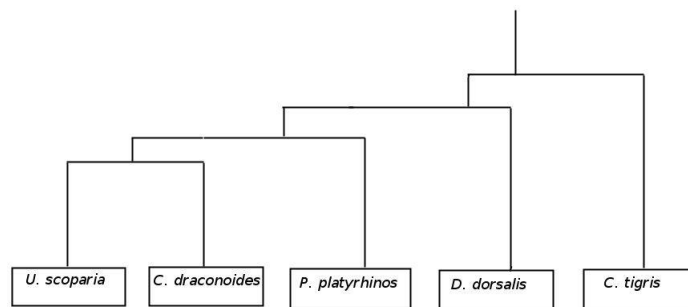 U. scoparia
C. draconoides
P. platyrhinos
D. dorsalis
C. tigris